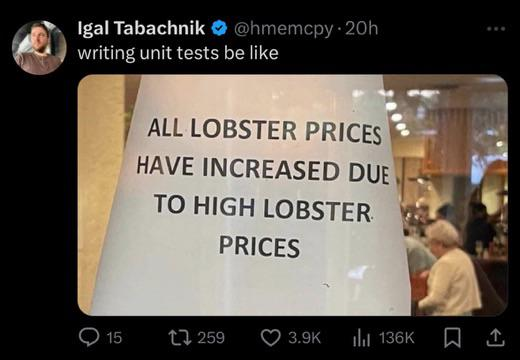 Igal Tabachnik @hmemcpy · 20h
writing unit tests be like
ALL LOBSTER PRICES
HAVE INCREASED DUE
TO HIGH LOBSTER
PRICES
15 259 3.9K 136K